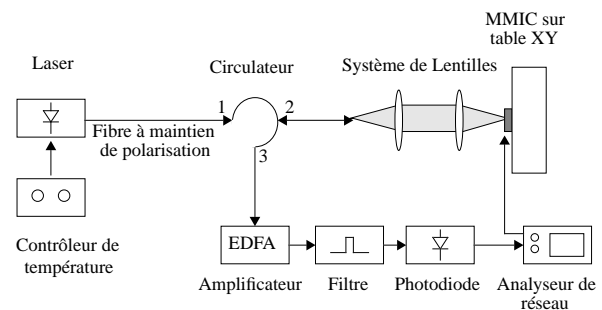 MMIC sur
table XY
Laser
Circulateur
Système de Lentilles
1
2
Fibre à maintien
de polarisation
3
EDFA
Contrôleur de
température
Amplificateur
Filtre
Photodiode
Analyseur de
réseau